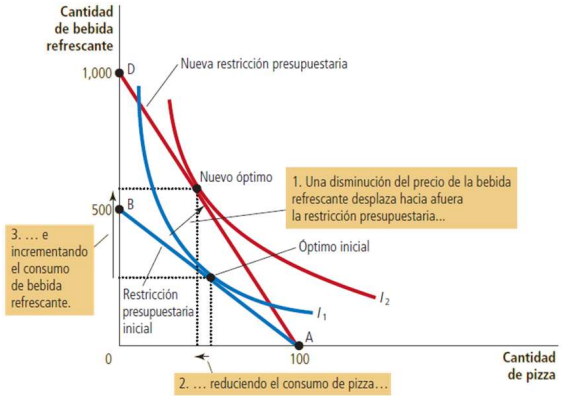 Cantidad
de bebida
refrescante
1,000
D
Nueva restricción presupuestaria
Nuevo óptimo
1. Una disminución del precio de la bebida
refrescante desplaza hacia afuera
la restricción presupuestaria...
500
B
3. ... e
incrementando
el consumo
de bebida
refrescante.
Óptimo inicial
Restricción
presupuestaria
inicial
I1
I2
A
0
100
Cantidad
de pizza
2. ... reduciendo el consumo de pizza...